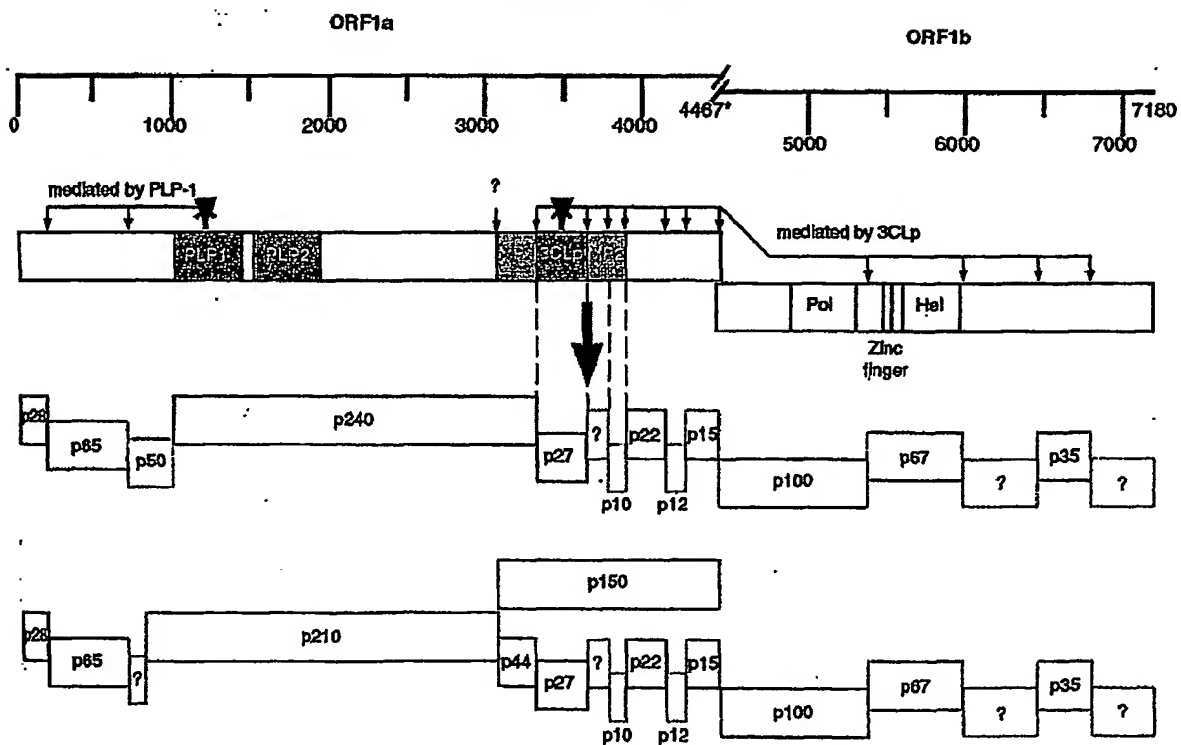 ORF1a
ORF1b
0
1000
2000
3000
4000
4467*
5000
6000
7000
7180
mediated by PLP-1
?
mediated by 3CLp
PLP1
PLP2
3CLp
Pol
Hel
Zinc
finger
p28
p65
p50
p240
p27
?
p10
p22
p12
p15
p100
p67
?
p35
?
p150
p28
p65
?
p210
p44
p27
?
p10
p22
p12
p15
p100
p67
?
p35
?